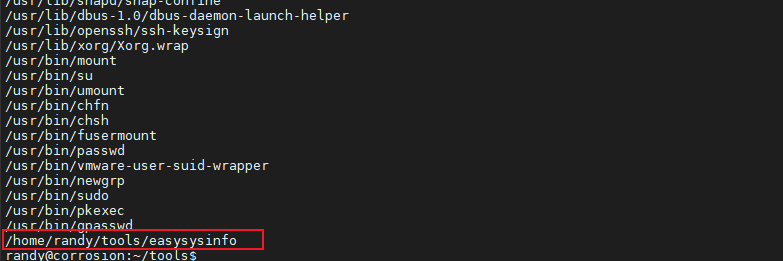 /usr/lib/snapd/snap-confine
/usr/lib/dbus-1.0/dbus-daemon-launch-helper
/usr/lib/openssh/ssh-keysign
/usr/lib/xorg/Xorg.wrap
/usr/bin/mount
/usr/bin/su
/usr/bin/umount
/usr/bin/chfn
/usr/bin/chsh
/usr/bin/fusermount
/usr/bin/passwd
/usr/bin/vmware-user-suid-wrapper
/usr/bin/newgrp
/usr/bin/sudo
/usr/bin/pkexec
/usr/bin/gpasswd
/home/randy/tools/easysysinfo
randy@corrosion:~/tools$